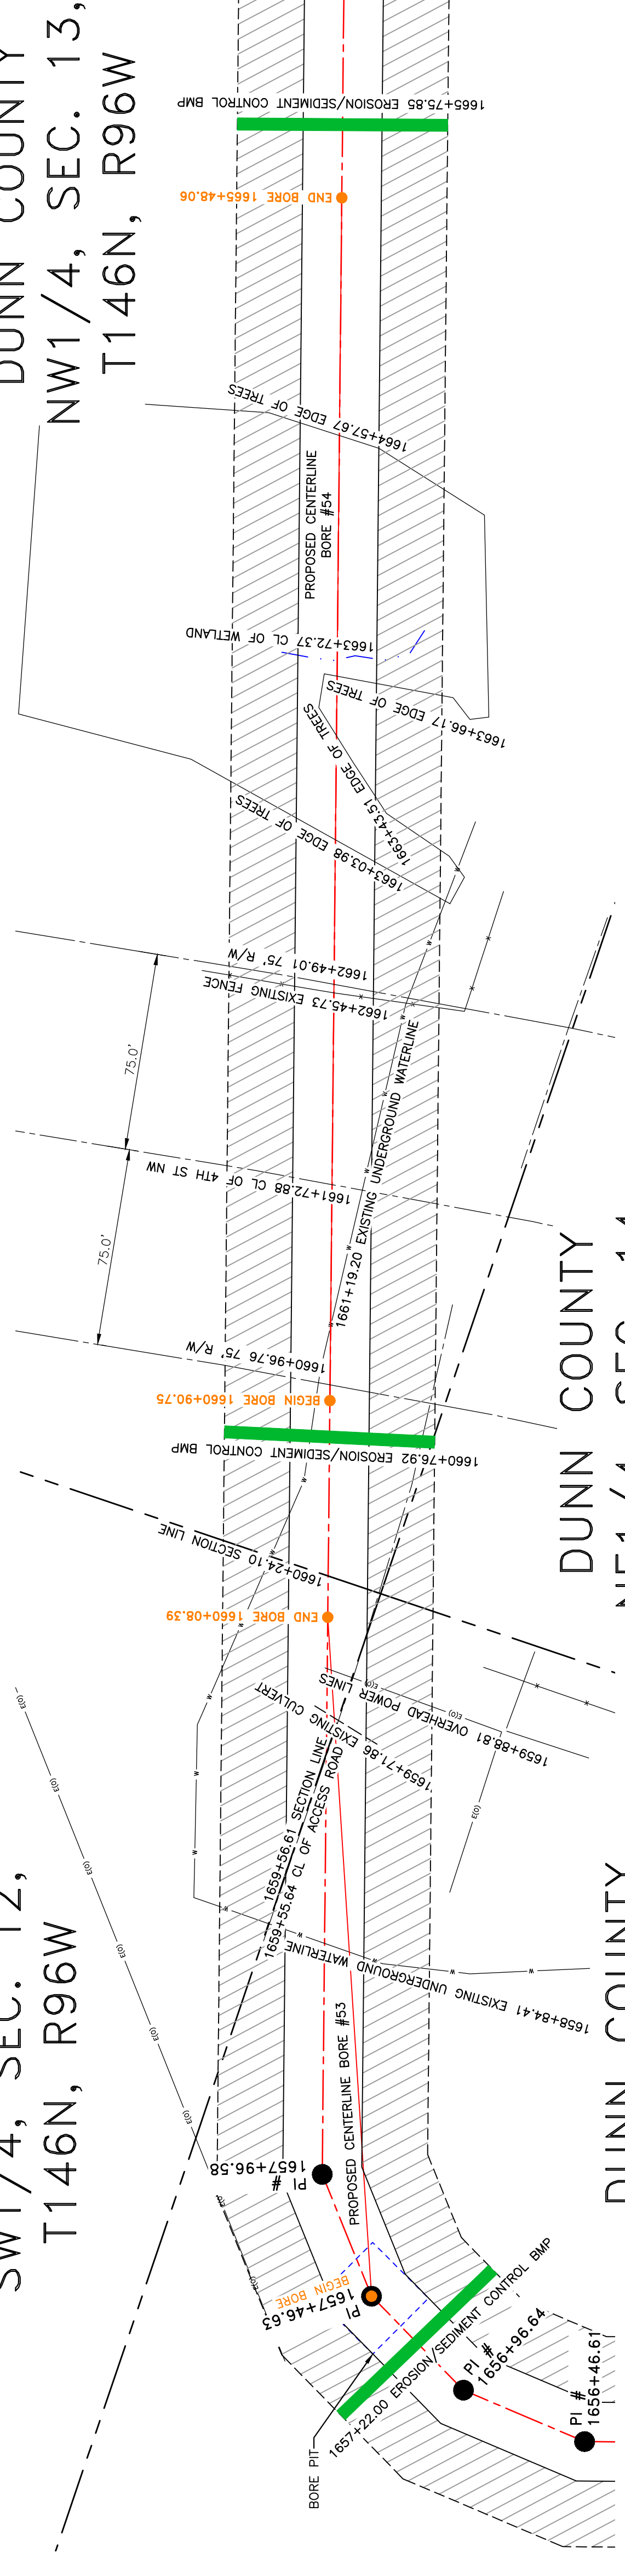 DUNN COUNTY
NW1/4, SEC. 13,
T146N, R96W
1665+75.85 EROSION/SEDIMENT CONTROL BMP
END BORE 1665+48.06
1664+57.67 EDGE OF TREES
PROPOSED CENTERLINE
BORE #54
1663+72.37 CL OF WETLAND
1663+66.17 EDGE OF TREES
1663+43.51 EDGE OF TREES
1663+03.98 EDGE OF TREES
1662+49.01 75' R/W
1662+45.73 EXISTING FENCE
75.0'
1661+72.88 CL OF 4TH ST NW
75.0'
1661+19.20 EXISTING UNDERGROUND WATERLINE
1660+96.76 75' R/W
BEGIN BORE 1660+90.75
1660+76.92 EROSION/SEDIMENT CONTROL BMP
DUNN COUNTY
1660+24.10 SECTION LINE
END BORE 1660+08.39
1659+88.81 OVERHEAD POWER LINES
1659+71.86 EXISTING CULVERT
1659+56.61 SECTION LINE
1659+55.64 CL OF ACCESS ROAD
SW1/4, SEC. 12,
T146N, R96W
1658+84.41 EXISTING UNDERGROUND WATERLINE
DUNN COUNTY
PROPOSED CENTERLINE BORE #53
PI #
1657+96.58
BEGIN BORE
1657+46.63
PI
1657+22.00 EROSION/SEDIMENT CONTROL BMP
BORE PIT
PI #
1656+96.64
PI #
1656+46.61